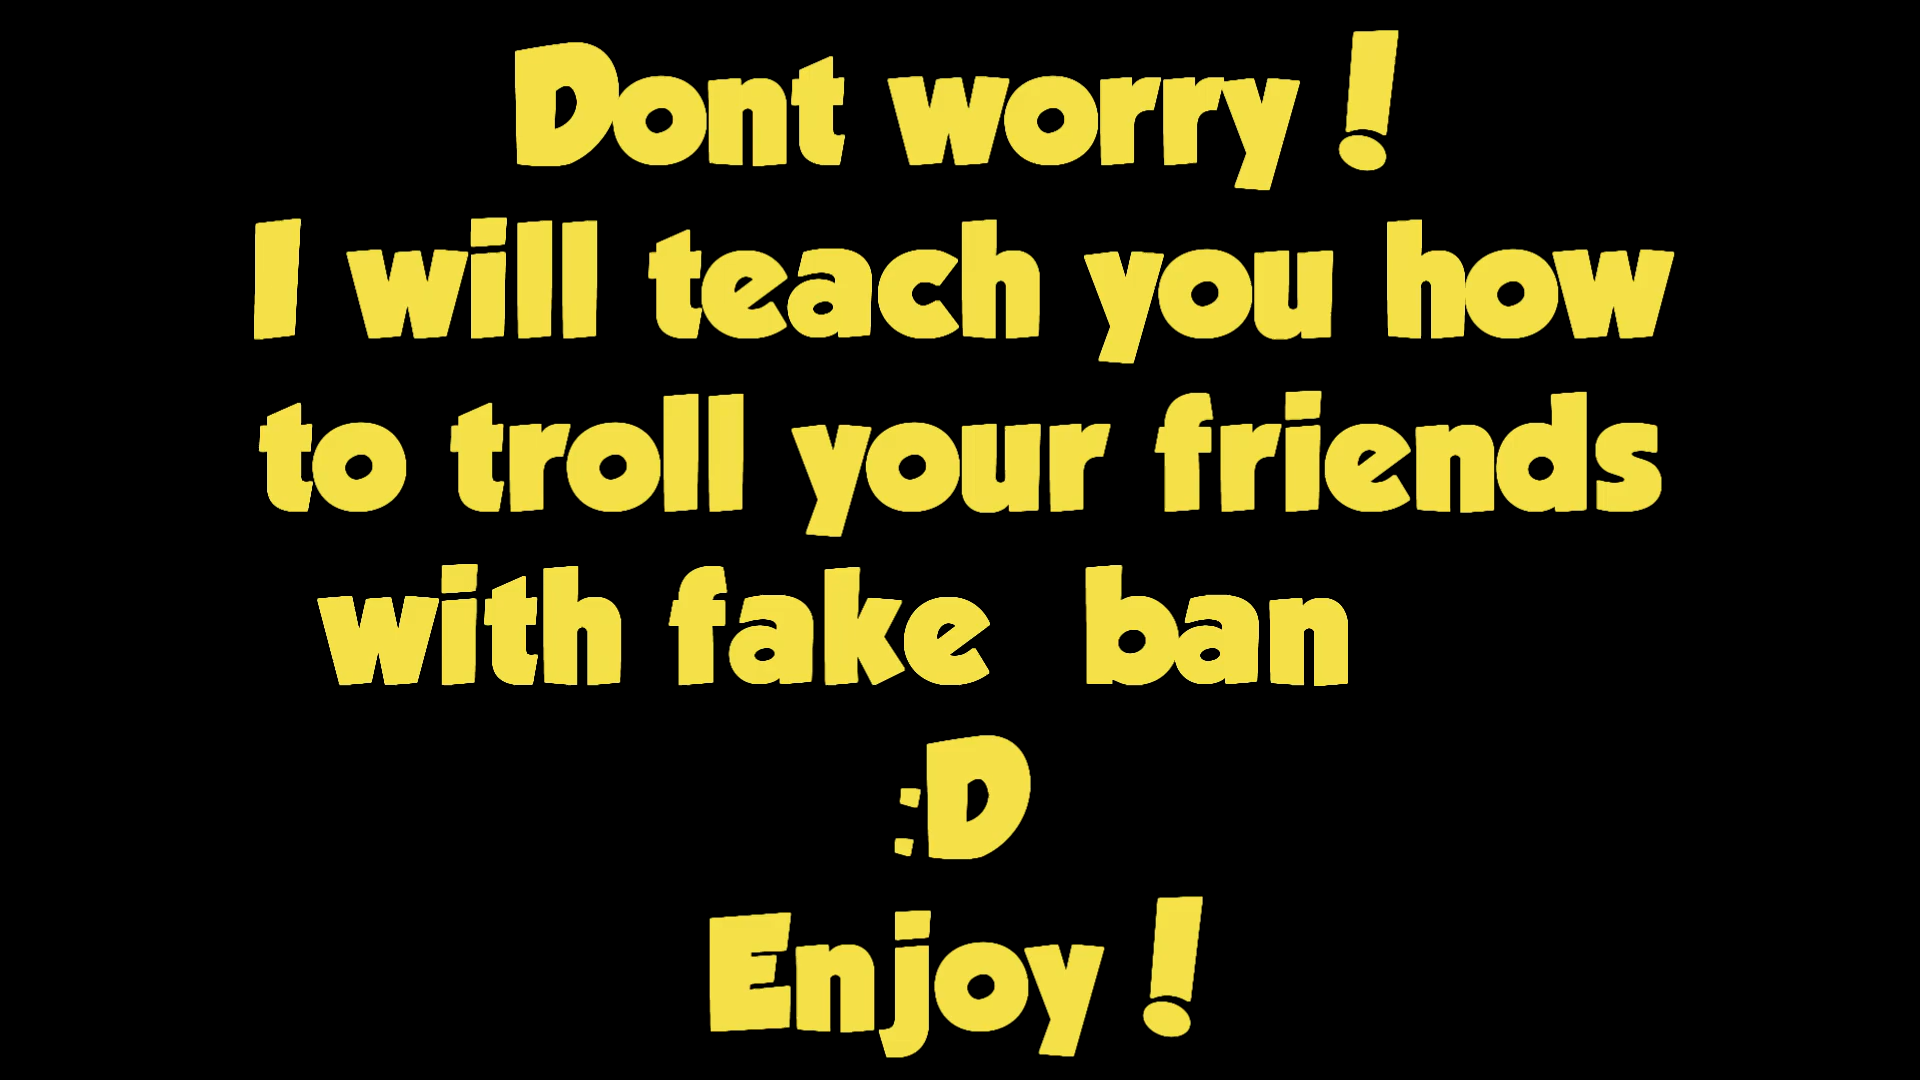 Dont worry!
I will teach you how
to troll your friends
with fake ban
:D
Enjoy!